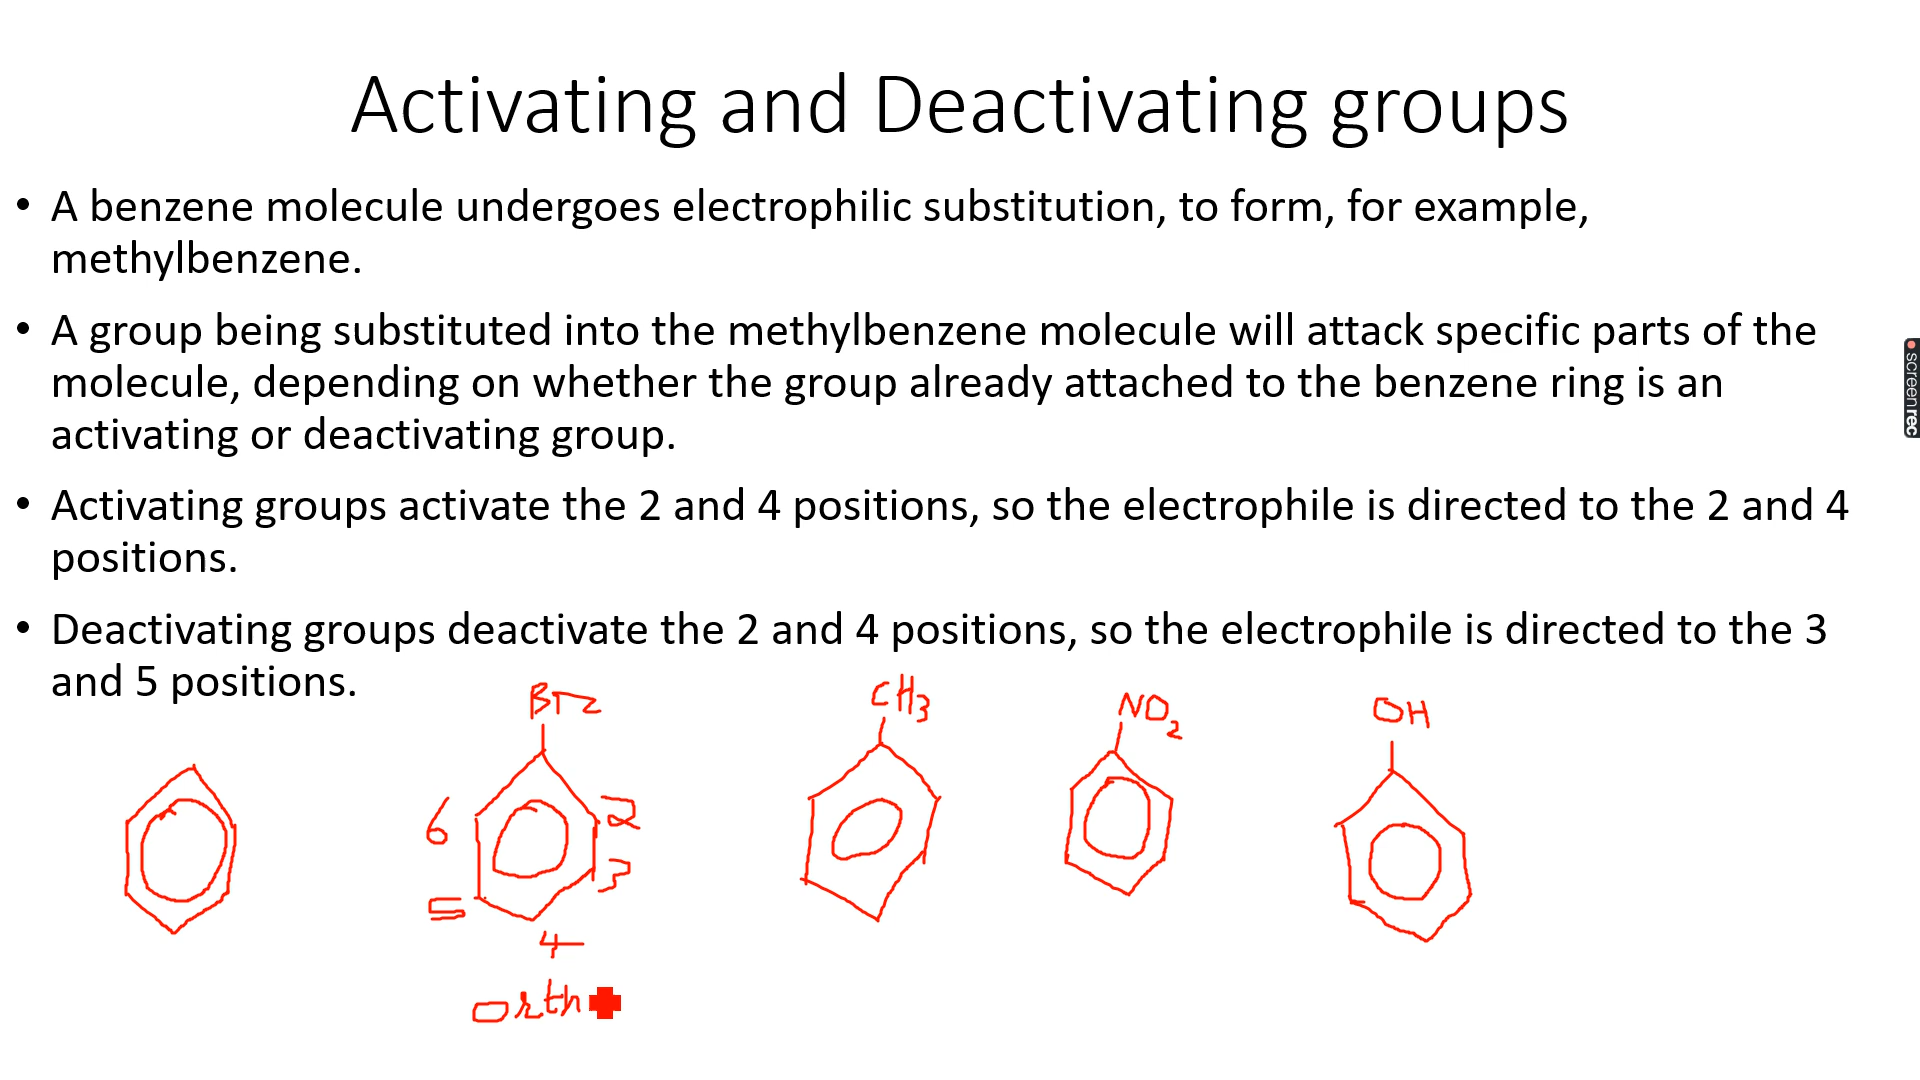 Activating and Deactivating groups
• A benzene molecule undergoes electrophilic substitution, to form, for example,
methylbenzene.
• A group being substituted into the methylbenzene molecule will attack specific parts of the
molecule, depending on whether the group already attached to the benzene ring is an
activating or deactivating group.
• Activating groups activate the 2 and 4 positions, so the electrophile is directed to the 2 and 4
positions.
• Deactivating groups deactivate the 2 and 4 positions, so the electrophile is directed to the 3
and 5 positions.
CH3
NO2
OH
6
2
5
3
4
orth
screenrec